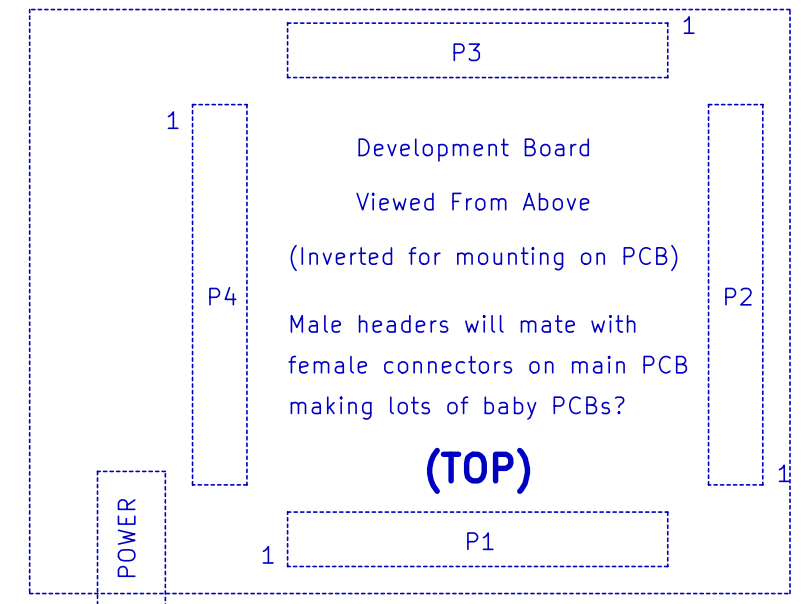 1
P3
1
Development Board
Viewed From Above
(Inverted for mounting on PCB)
P4
P2
Male headers will mate with
female connectors on main PCB
making lots of baby PCBs?
(TOP)
1
POWER
P1
1